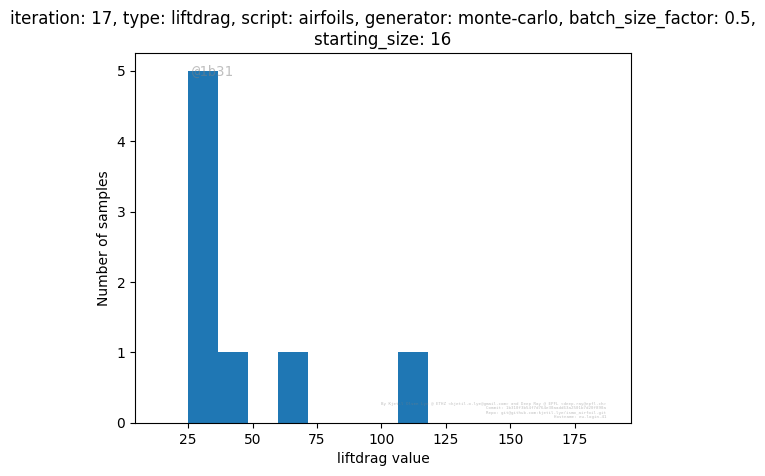 iteration: 17, type: liftdrag, script: airfoils, generator: monte-carlo, batch_size_factor: 0.5,
starting_size: 16
@1h31
5
4
3
2
1
0
Number of samples
25 50 75 100 125 150 175
liftdrag value